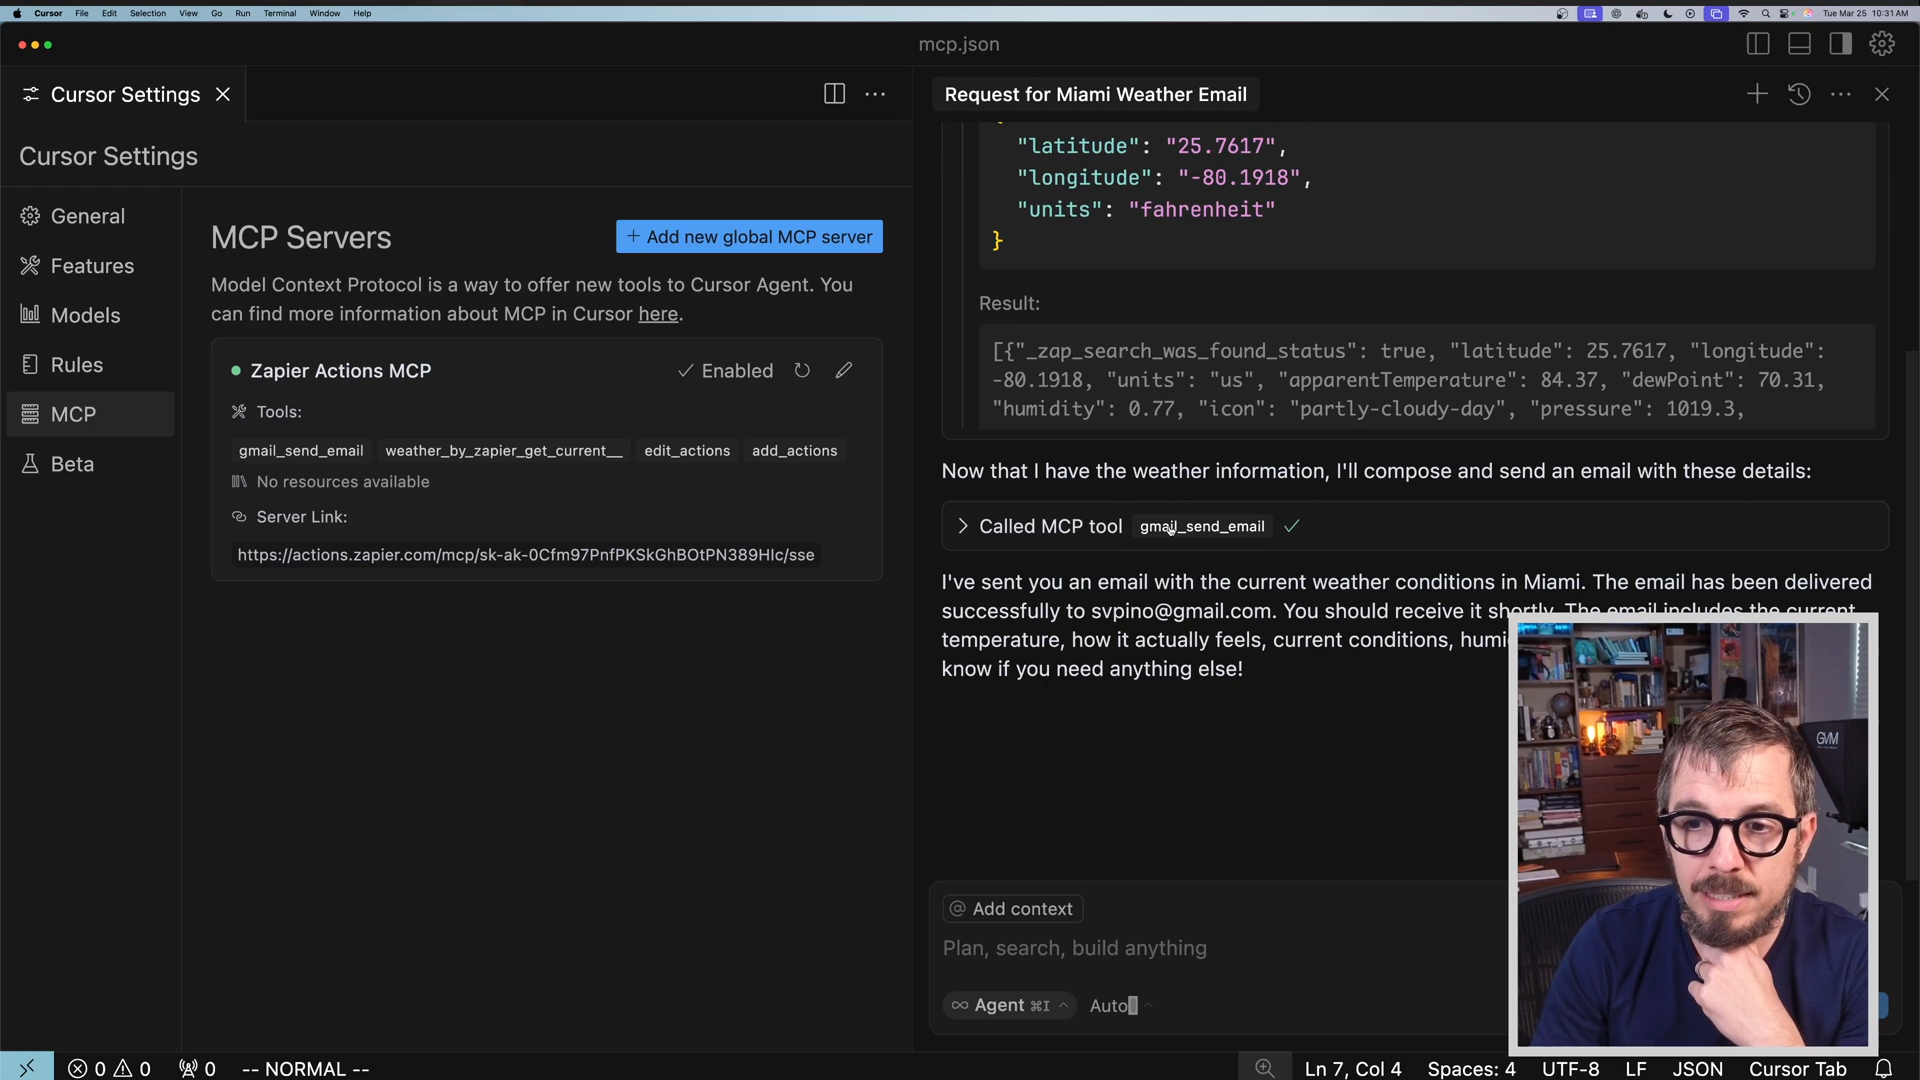 Cursor File Edit Selection View Go Run Terminal Window Help
Tue Mar 25 10:31 AM
mcp.json
Cursor Settings
Request for Miami Weather Email
Cursor Settings
General
Features
Models
Rules
MCP
Beta
MCP Servers
+ Add new global MCP server
Model Context Protocol is a way to offer new tools to Cursor Agent. You
can find more information about MCP in Cursor here.
Zapier Actions MCP
Enabled
Tools:
gmail_send_email weather_by_zapier_get_current__ edit_actions add_actions
No resources available
Server Link:
https://actions.zapier.com/mcp/sk-ak-0Cfm97PnfPKSkGhBOtPN389HIc/sse
"latitude": "25.7617",
"longitude": "-80.1918",
"units": "fahrenheit"
}
Result:
[{"_zap_search_was_found_status": true, "latitude": 25.7617, "longitude":
-80.1918, "units": "us", "apparentTemperature": 84.37, "dewPoint": 70.31,
"humidity": 0.77, "icon": "partly-cloudy-day", "pressure": 1019.3,
Now that I have the weather information, I'll compose and send an email with these details:
Called MCP tool gmail_send_email
I've sent you an email with the current weather conditions in Miami. The email has been delivered
successfully to svpino@gmail.com. You should receive it shortly. The email includes the current
temperature, how it actually feels, current conditions,
know if you need anything else!
GVM
@ Add context
Plan, search, build anything
Agent ⌘I
Auto
0 0 0 -- NORMAL --
Ln 7, Col 4 Spaces: 4 UTF-8 LF JSON Cursor Tab